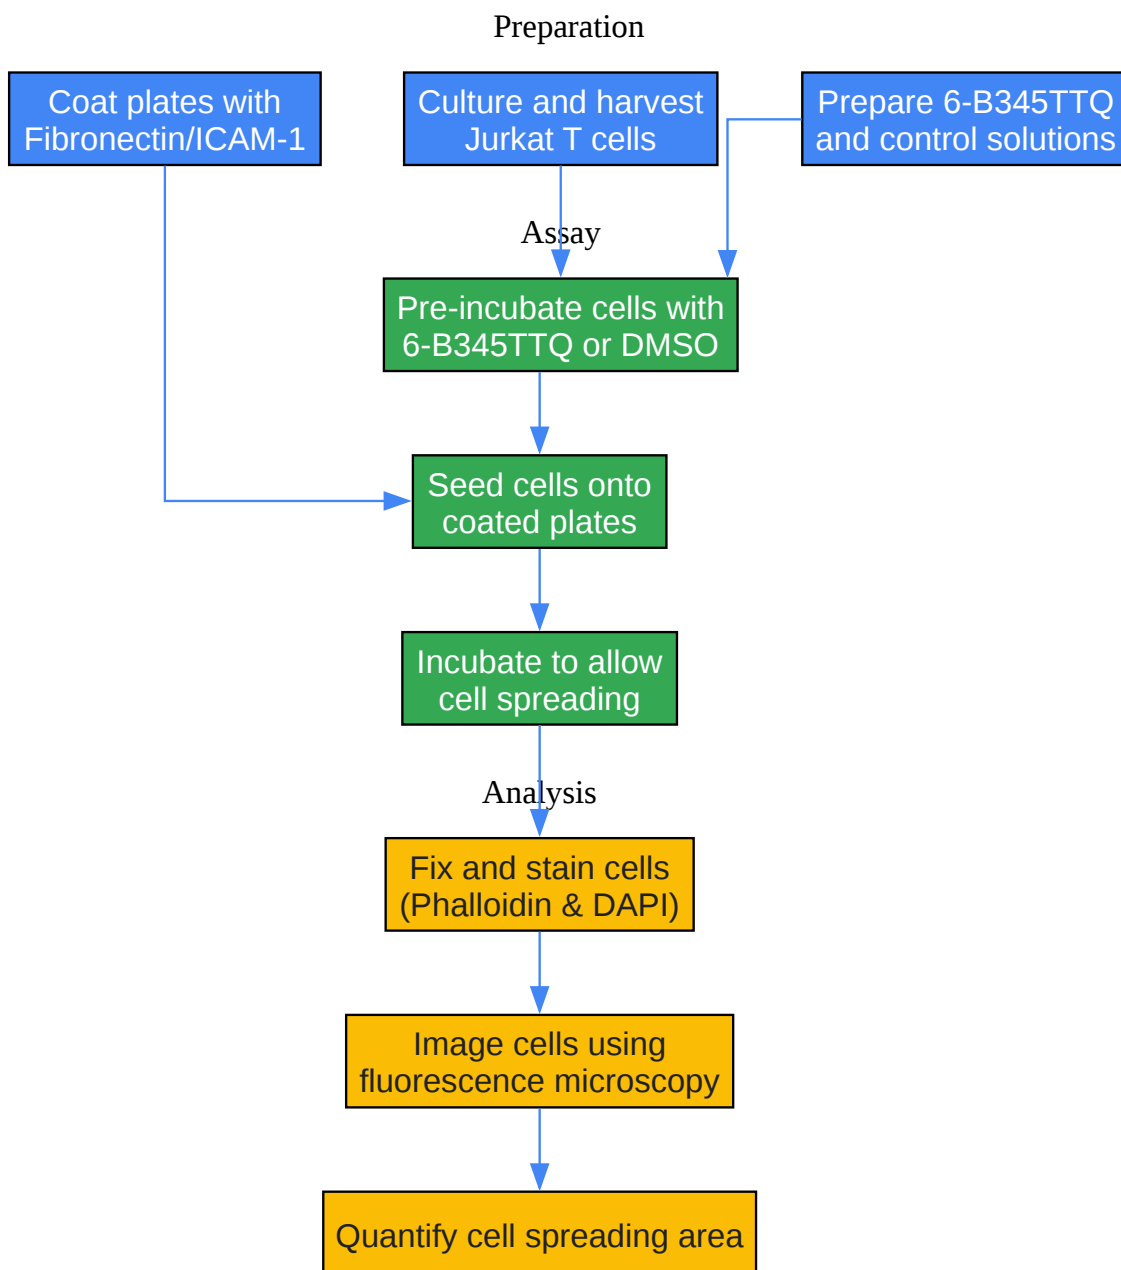 Preparation
Coat plates with
Fibronectin/ICAM-1
Culture and harvest
Jurkat T cells
Prepare 6-B345TTQ
and control solutions
Assay
Pre-incubate cells with
6-B345TTQ or DMSO
Seed cells onto
coated plates
Incubate to allow
cell spreading
Analysis
Fix and stain cells
(Phalloidin & DAPI)
Image cells using
fluorescence microscopy
Quantify cell spreading area